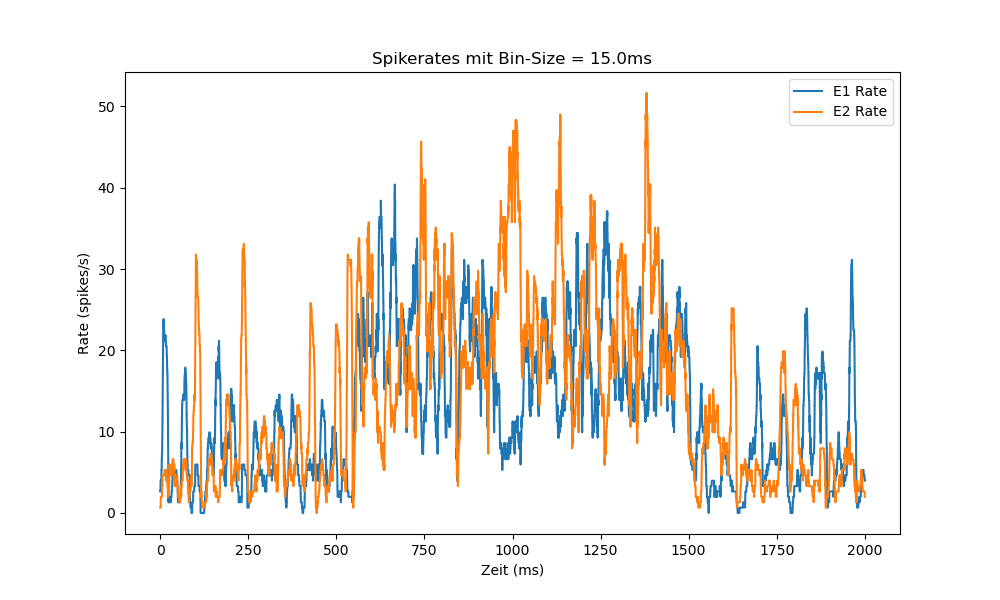 Spikerates mit Bin-Size = 15.0ms
E1 Rate
E2 Rate
Rate (spikes/s)
50
40
30
20
10
0
0 250 500 750 1000 1250 1500 1750 2000
Zeit (ms)